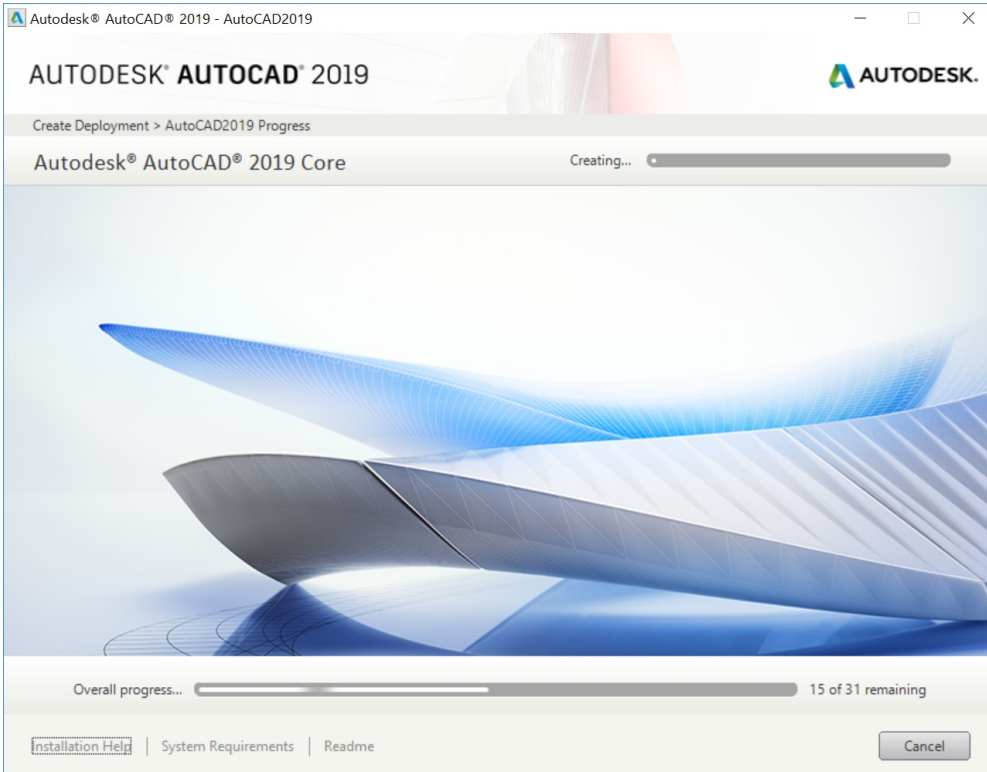 Autodesk® AutoCAD® 2019 - AutoCAD2019
AUTODESK® AUTOCAD® 2019
AUTODESK.
Create Deployment > AutoCAD2019 Progress
Autodesk® AutoCAD® 2019 Core
Creating...
Overall progress...
15 of 31 remaining
Installation Help | System Requirements | Readme
Cancel